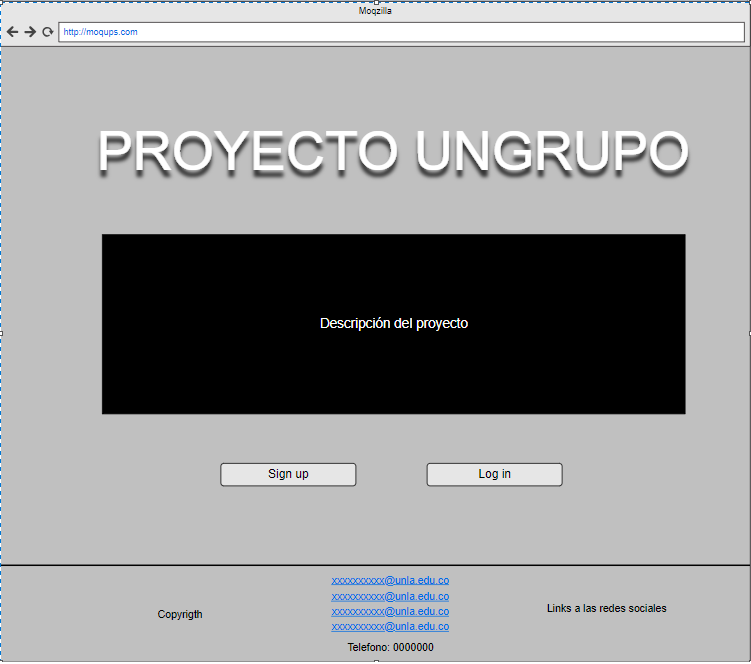 Moqzilla
http://moqups.com
PROYECTO UNGRUPO
Descripción del proyecto
Sign up
Log in
xxxxxxxxxx@unla.edu.co
xxxxxxxxxx@unla.edu.co
xxxxxxxxxx@unla.edu.co
xxxxxxxxxx@unla.edu.co
Copyrigth
Links a las redes sociales
Telefono: 0000000